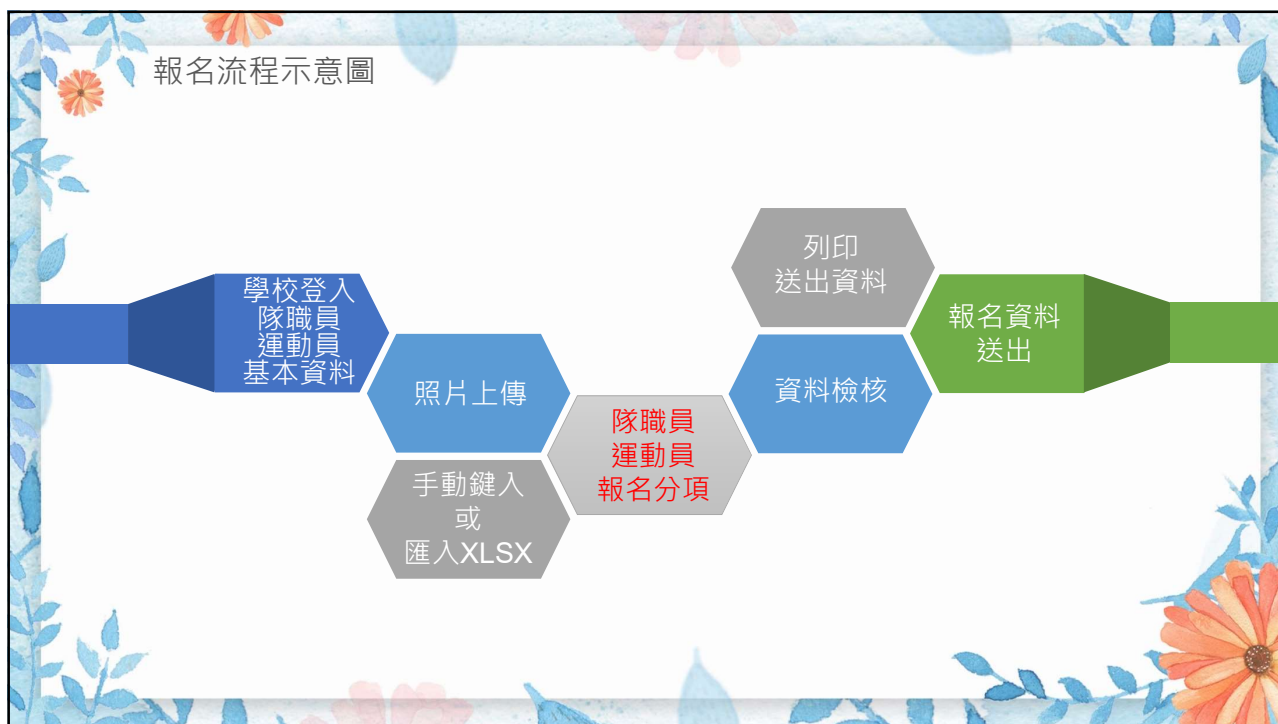 報名流程示意圖
學校登入
隊職員
運動員
基本資料
照片上傳
手動鍵入
或
匯入XLSX
隊職員
運動員
報名分項
列印
送出資料
資料檢核
報名資料
送出